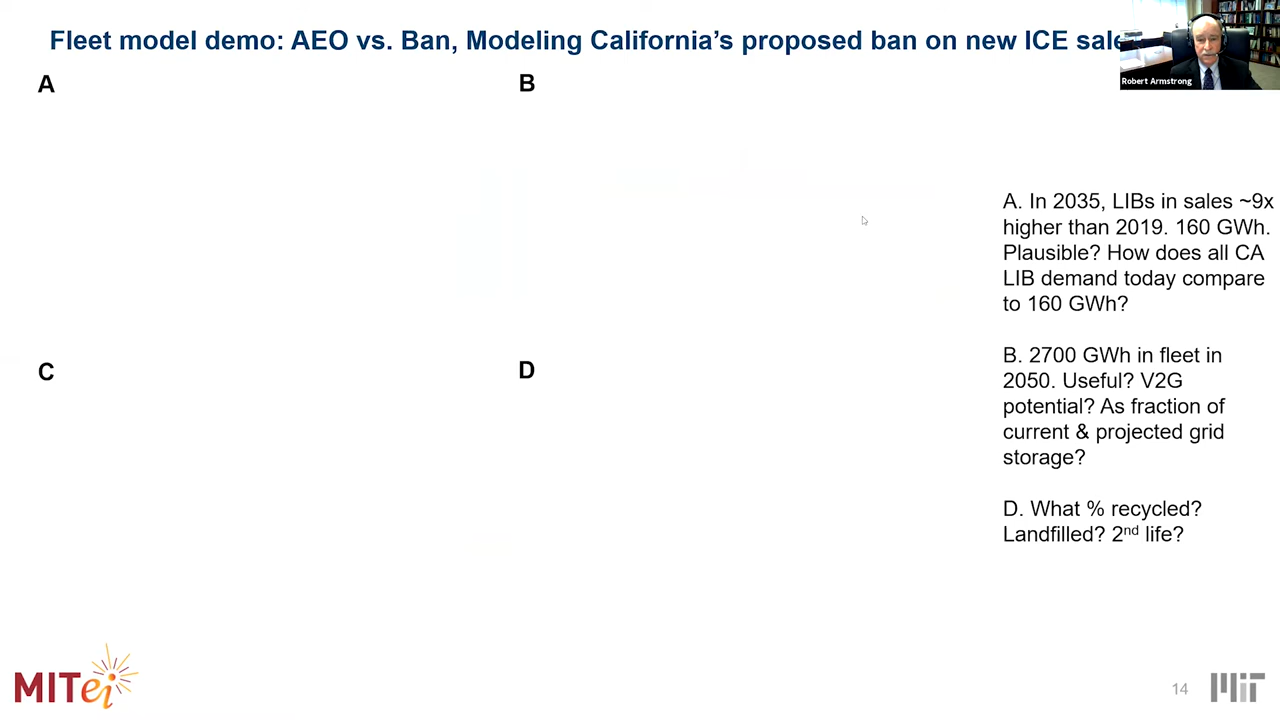 Fleet model demo: AEO vs. Ban, Modeling California's proposed ban on new ICE sale
Robert Armstrong
A
B
A. In 2035, LIBs in sales ~9x
higher than 2019. 160 GWh.
Plausible? How does all CA
LIB demand today compare
to 160 GWh?
C
D
B. 2700 GWh in fleet in
2050. Useful? V2G
potential? As fraction of
current & projected grid
storage?
D. What % recycled?
Landfilled? 2nd life?
MITei
14
MIT